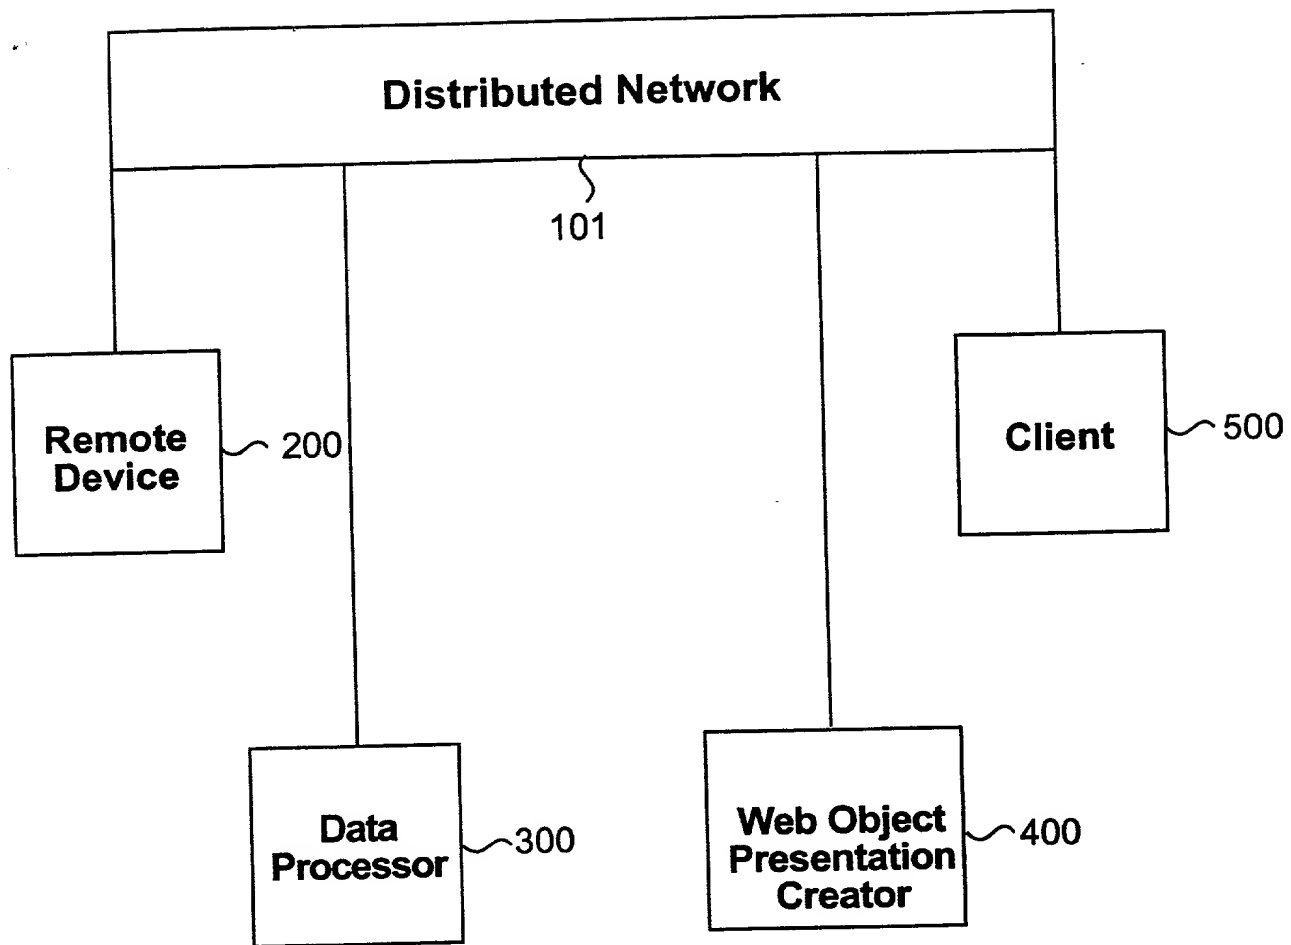 Distributed Network
101
Remote
Device
200
Client
500
Data
Processor
300
Web Object
Presentation
Creator
400